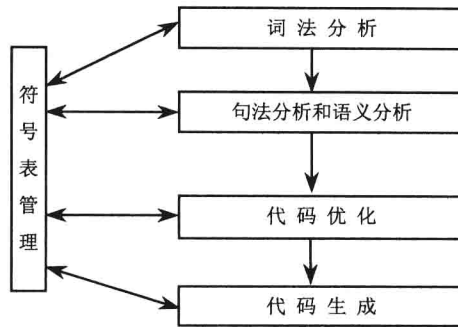 词法分析
符号表管理
句法分析和语义分析
代码优化
代码生成